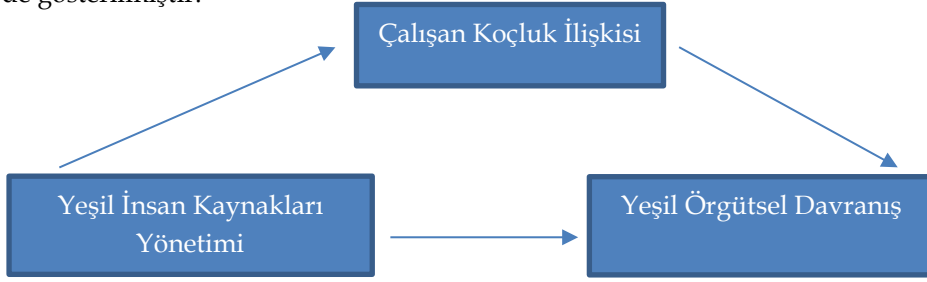 de gösterilmiştir.
Çalışan Koçluk İlişkisi
Yeşil İnsan Kaynakları
Yönetimi
Yeşil Örgütsel Davranış